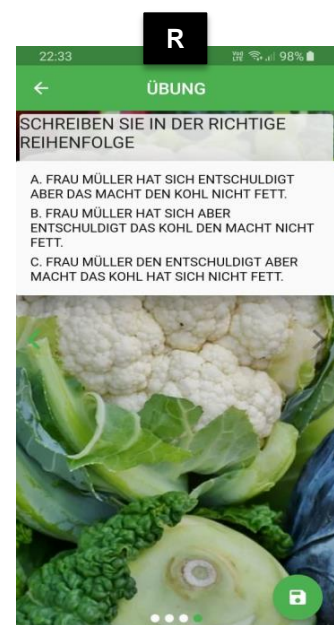 R
22:33 Vo) LTE 98%
ÜBUNG
SCHREIBEN SIE IN DER RICHTIGE
REIHENFOLGE
A. FRAU MÜLLER HAT SICH ENTSCHULDIGT
ABER DAS MACHT DEN KOHL NICHT FETT.
B. FRAU MÜLLER HAT SICH ABER
ENTSCHULDIGT DAS KOHL DEN MACHT NICHT
FETT.
C. FRAU MÜLLER DEN ENTSCHULDIGT ABER
MACHT DAS KOHL HAT SICH NICHT FETT.